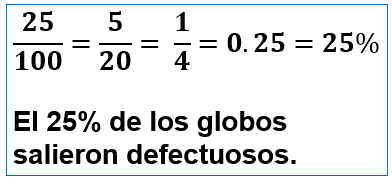 25/100 = 5/20 = 1/4 = 0.25 = 25%
El 25% de los globos
salieron defectuosos.